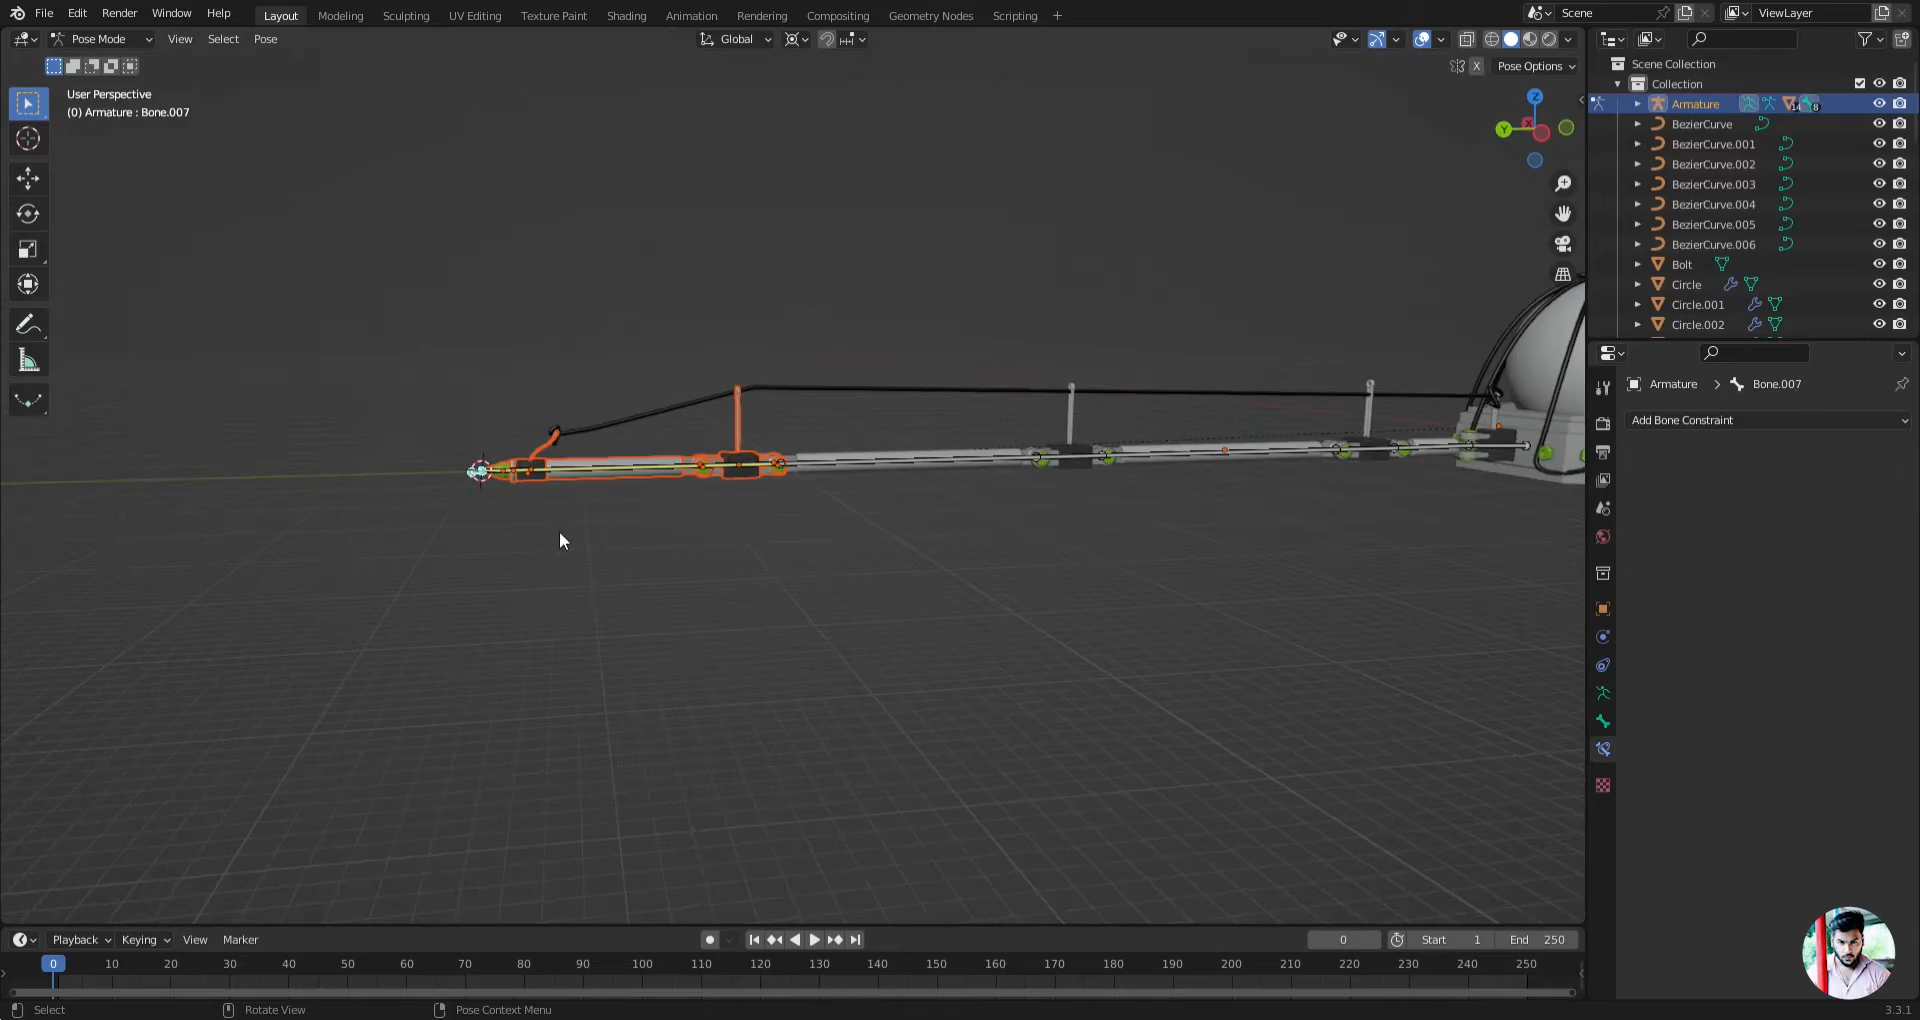 File Edit Render Window Help Layout Modeling Sculpting UV Editing Texture Paint Shading Animation Rendering Compositing Geometry Nodes Scripting + Scene ViewLayer
Pose Mode View Select Pose Global
X Pose Options
User Perspective
(0) Armature : Bone.007
Z
Y
X
Scene Collection
Collection
Armature 14 8
BezierCurve
BezierCurve.001
BezierCurve.002
BezierCurve.003
BezierCurve.004
BezierCurve.005
BezierCurve.006
Bolt
Circle
Circle.001
Circle.002
Armature > Bone.007
Add Bone Constraint
Playback Keying View Marker 0 Start 1 End 250
0 10 20 30 40 50 60 70 80 90 100 110 120 130 140 150 160 170 180 190 200 210 220 230 240 250
Select Rotate View Pose Context Menu 3.3.1